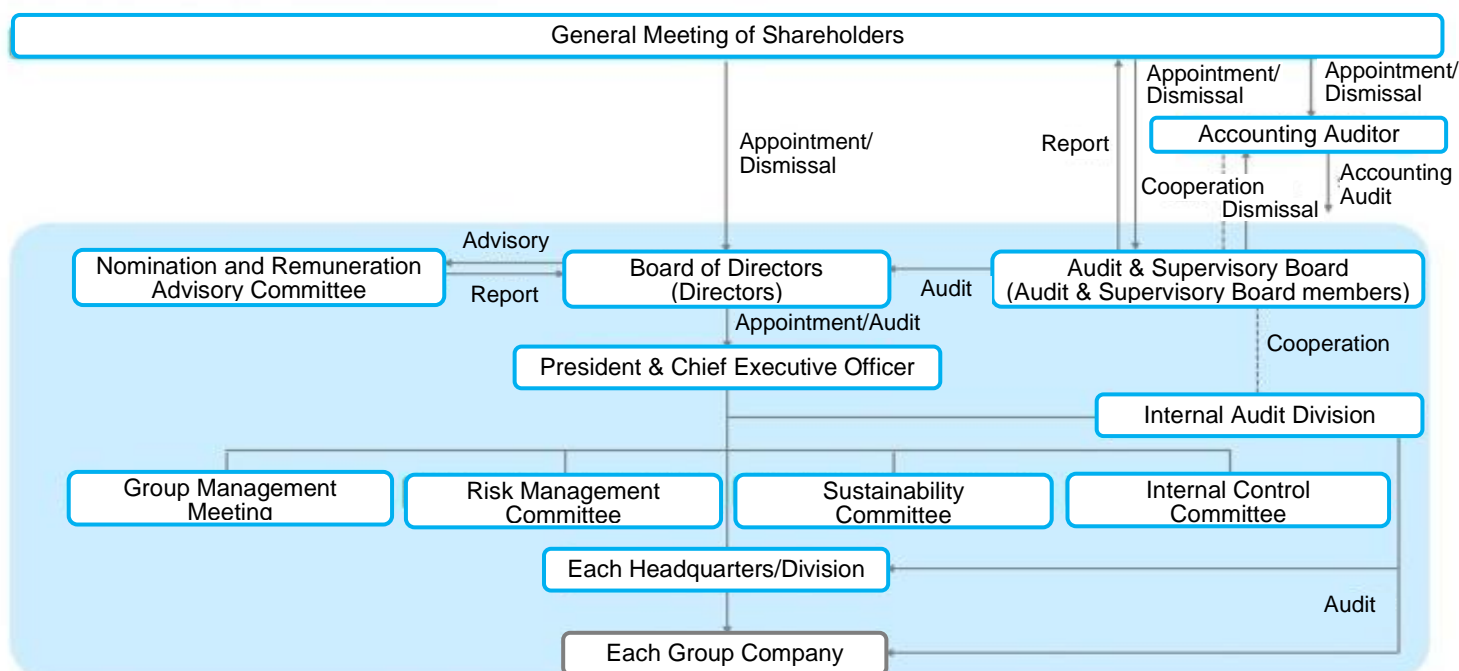 General Meeting of Shareholders
Appointment/
Dismissal
Appointment/
Dismissal
Accounting Auditor
Appointment/
Dismissal
Report
Accounting
Audit
Cooperation
Dismissal
Advisory
Nomination and Remuneration
Advisory Committee
Report
Board of Directors
(Directors)
Audit
Audit & Supervisory Board
(Audit & Supervisory Board members)
Appointment/Audit
Cooperation
President & Chief Executive Officer
Internal Audit Division
Group Management
Meeting
Risk Management
Committee
Sustainability
Committee
Internal Control
Committee
Each Headquarters/Division
Audit
Each Group Company